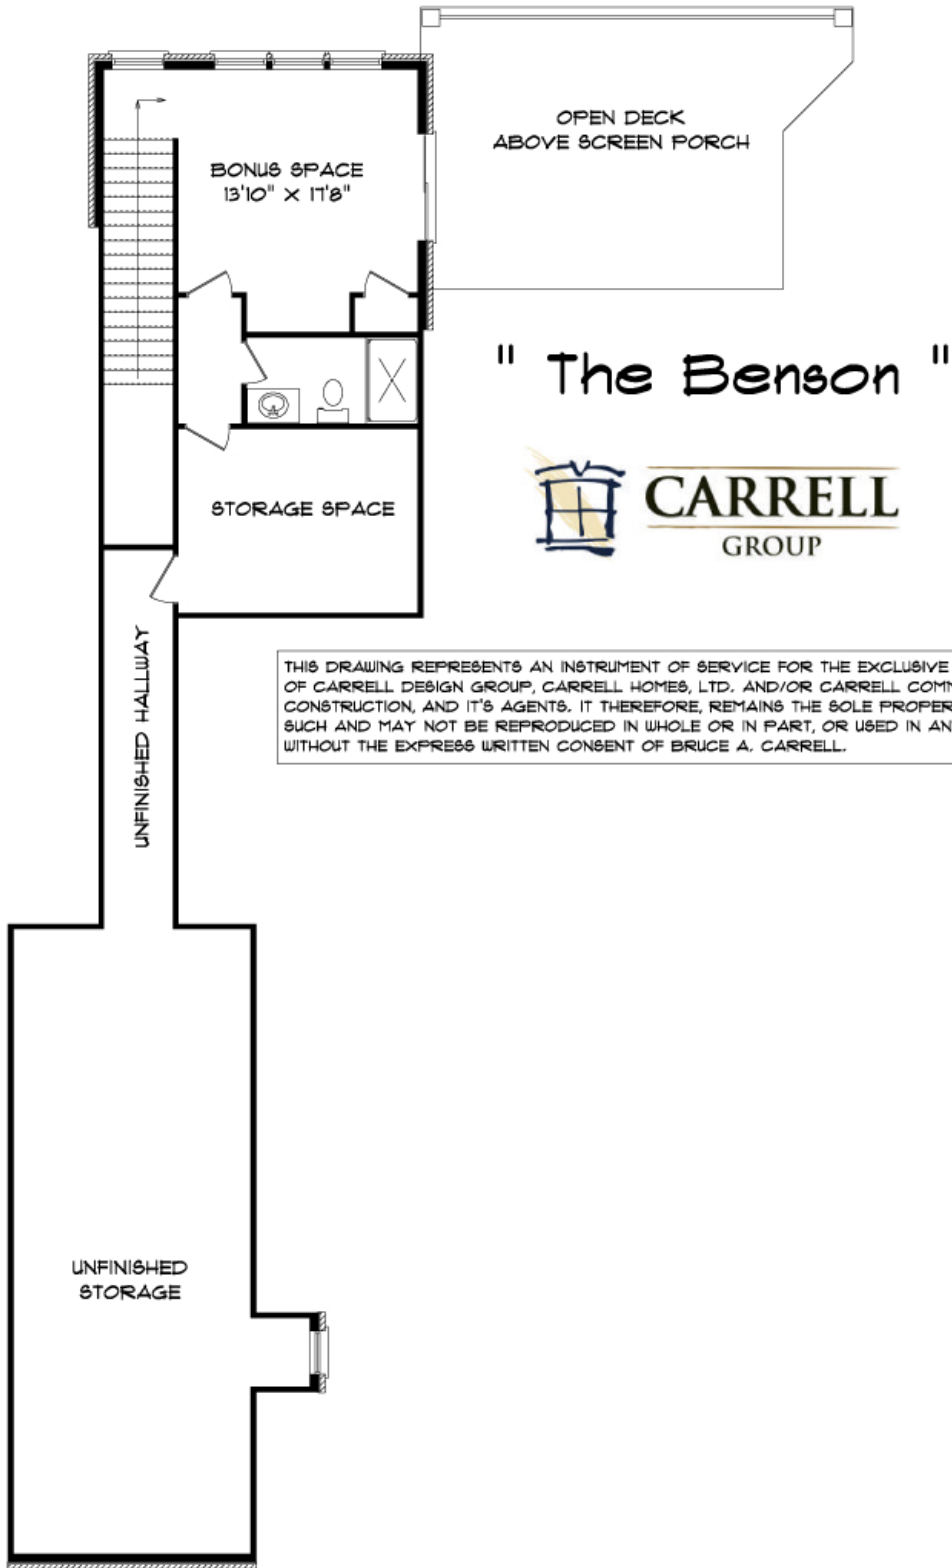 OPEN DECK
ABOVE SCREEN PORCH
BONUS SPACE
13'10" X 17'8"
" The Benson "
CARRELL
GROUP
STORAGE SPACE
UNFINISHED HALLWAY
THIS DRAWING REPRESENTS AN INSTRUMENT OF SERVICE FOR THE EXCLUSIVE
OF CARRELL DESIGN GROUP, CARRELL HOMES, LTD. AND/OR CARRELL
CONSTRUCTION, AND IT'S AGENTS. IT THEREFORE, REMAINS THE SOLE
SUCH AND MAY NOT BE REPRODUCED IN WHOLE OR IN PART, OR USED IN
WITHOUT THE EXPRESS WRITTEN CONSENT OF BRUCE A. CARRELL.
UNFINISHED
STORAGE